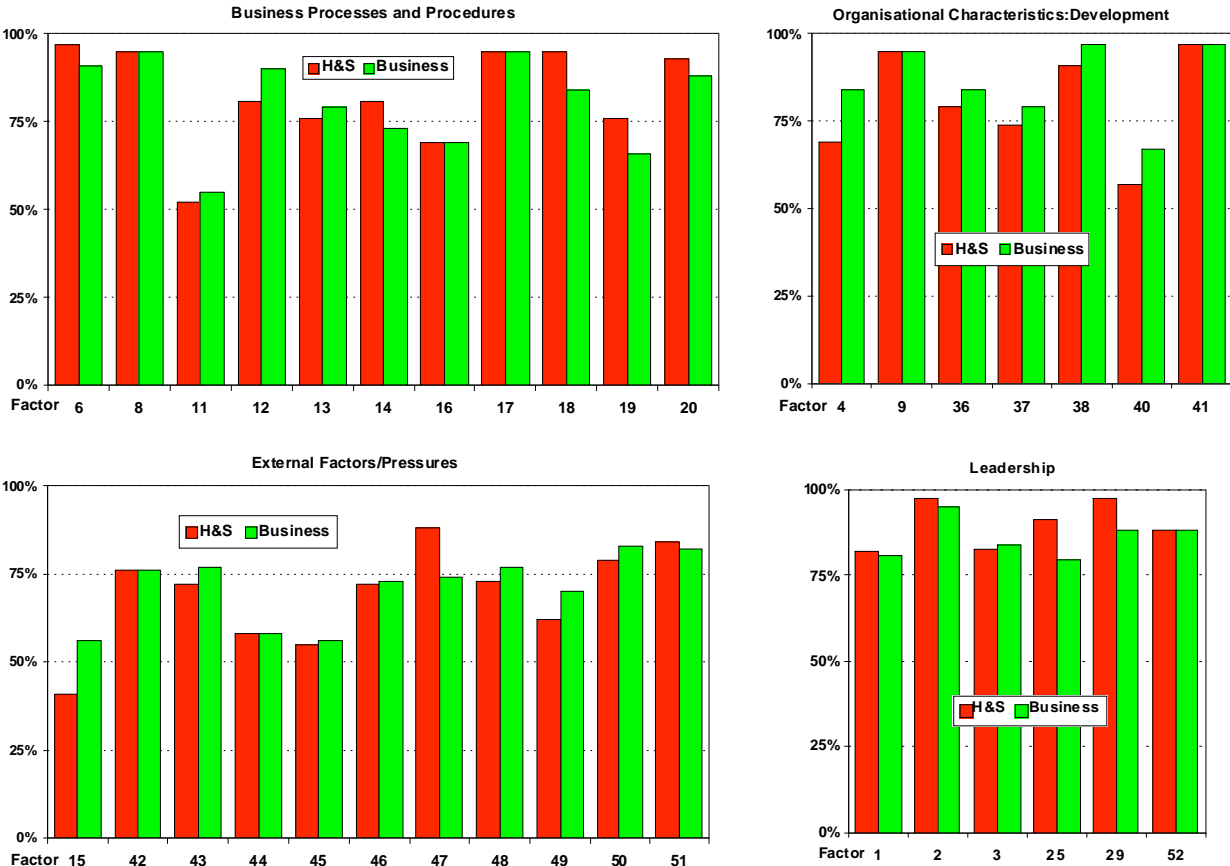 Business Processes and Procedures
100%
75%
50%
25%
0%
H&S Business
Factor 6 8 11 12 13 14 16 17 18 19 20
Organisational Characteristics:Development
100%
75%
50%
25%
0%
H&S Business
Factor 4 9 36 37 38 40 41
External Factors/Pressures
100%
75%
50%
25%
0%
H&S Business
Factor 15 42 43 44 45 46 47 48 49 50 51
Leadership
100%
75%
50%
25%
0%
H&S Business
Factor 1 2 3 25 29 52